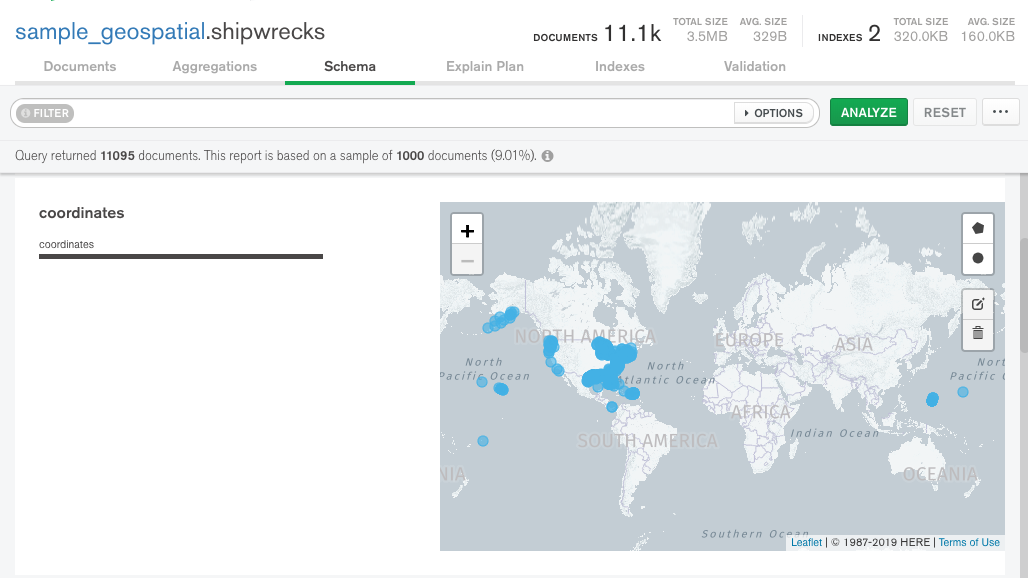 sample_geospatial.shipwrecks
DOCUMENTS 11.1k TOTAL SIZE 3.5MB AVG. SIZE 329B INDEXES 2 TOTAL SIZE 320.0KB AVG. SIZE 160.0KB
Documents Aggregations Schema Explain Plan Indexes Validation
FILTER OPTIONS ANALYZE RESET ...
Query returned 11095 documents. This report is based on a sample of 1000 documents (9.01%).
coordinates
coordinates
+
−
NORTH AMERICA EUROPE ASIA
North
Pacific Ocean
North
Atlantic Ocean
Nort
Pacific O
AFRICA
Indian Ocean
SOUTH AMERICA
NIA
OCEANIA
Southern Ocean
Leaflet | © 1987-2019 HERE | Terms of Use